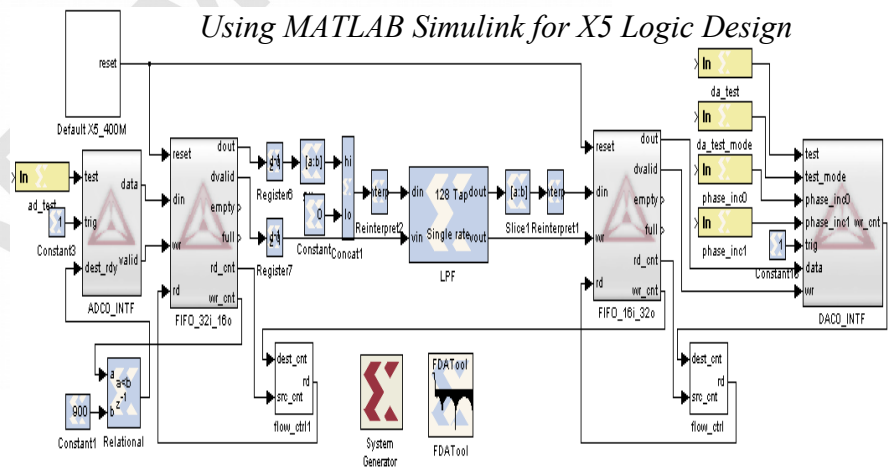 Using MATLAB Simulink for X5 Logic Design
reset
Default X5_400M
In
ad_test
1
Constant3
test
trig
dest_rdy
data
valid
ADC0_INTF
reset
din
wr
rd
dout
dvalid
empty
full
rd_cnt
wr_cnt
FIFO_32i_16o
Register6
[a:b]
Register7
0
Constant
hi
lo
Concat1
Reinterpret2
din
vin
128 Tap
Single rate
dout
vout
LPF
[a:b]
Slice1
Reinterpret1
reset
din
wr
rd
dout
dvalid
empty
full
rd_cnt
wr_cnt
FIFO_16i_32o
In
da_test
In
da_test_mode
In
phase_inc0
In
phase_inc1
1
test
test_mode
phase_inc0
phase_inc1
trig
data
wr
wr_cnt
DAC0_INTF
900
Constant1
a
b
a<b
z-1
Relational
dest_cnt
src_cnt
rd
flow_ctrl1
System
Generator
FDATool
FDATool
dest_cnt
src_cnt
rd
flow_ctrl